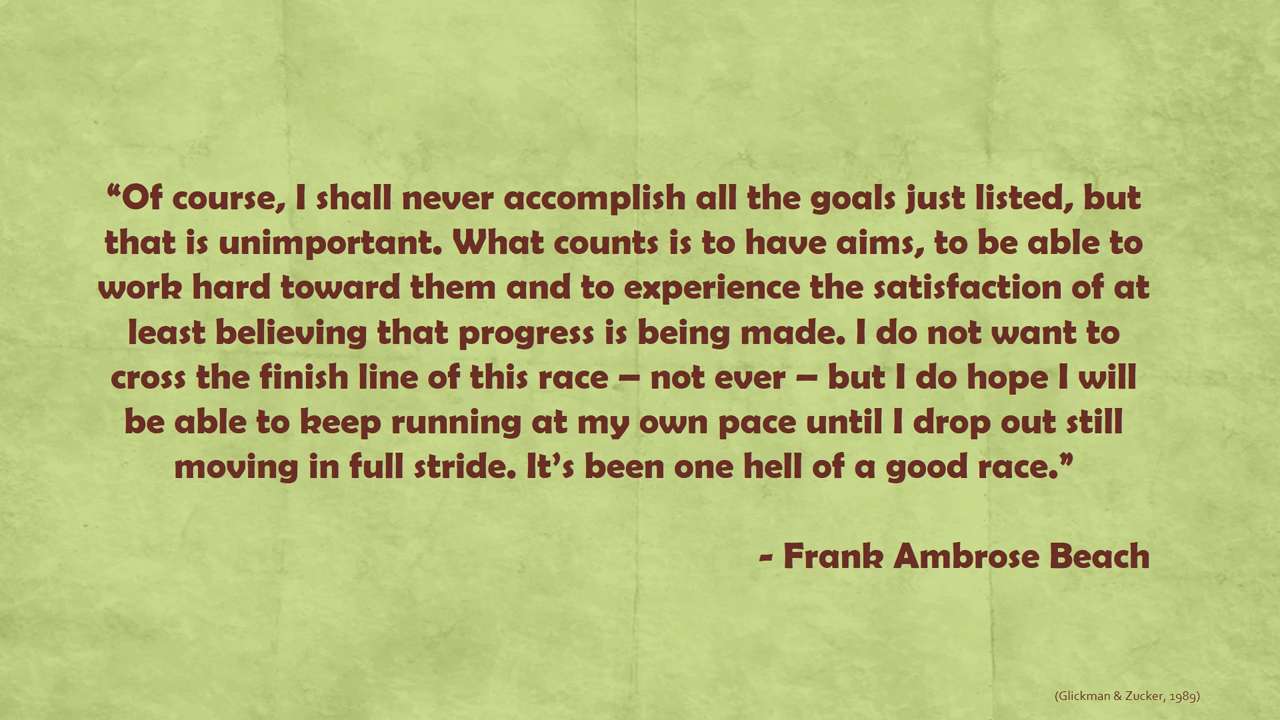 “Of course, I shall never accomplish all the goals just listed, but
that is unimportant. What counts is to have aims, to be able to
work hard toward them and to experience the satisfaction of at
least believing that progress is being made. I do not want to
cross the finish line of this race – not ever – but I do hope I will
be able to keep running at my own pace until I drop out still
moving in full stride. It’s been one hell of a good race.”
- Frank Ambrose Beach
(Glickman & Zucker, 1989)